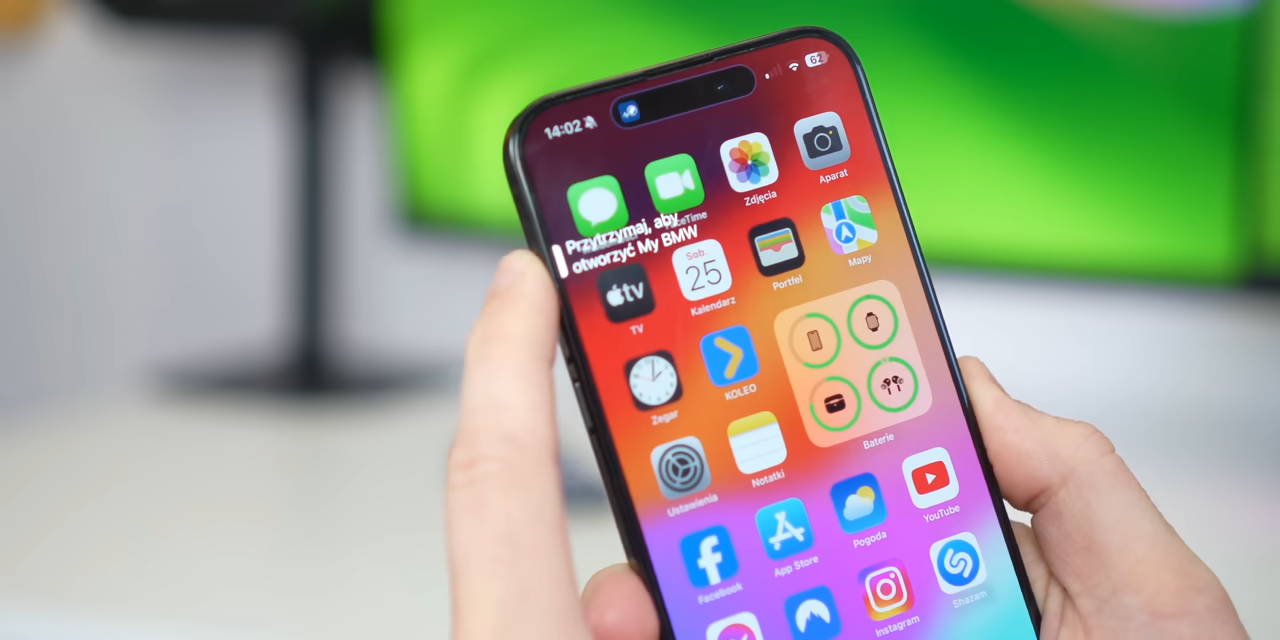 14:02
62
Zdjęcia
Aparat
FaceTime
Przytrzymaj, aby
otworzyć My BMW
tv
TV
Sob.
25
Kalendarz
Portfel
Mapy
Zegar
KOLEO
Baterie
Ustawienia
Notatki
Facebook
App Store
Pogoda
YouTube
Instagram
Shazam